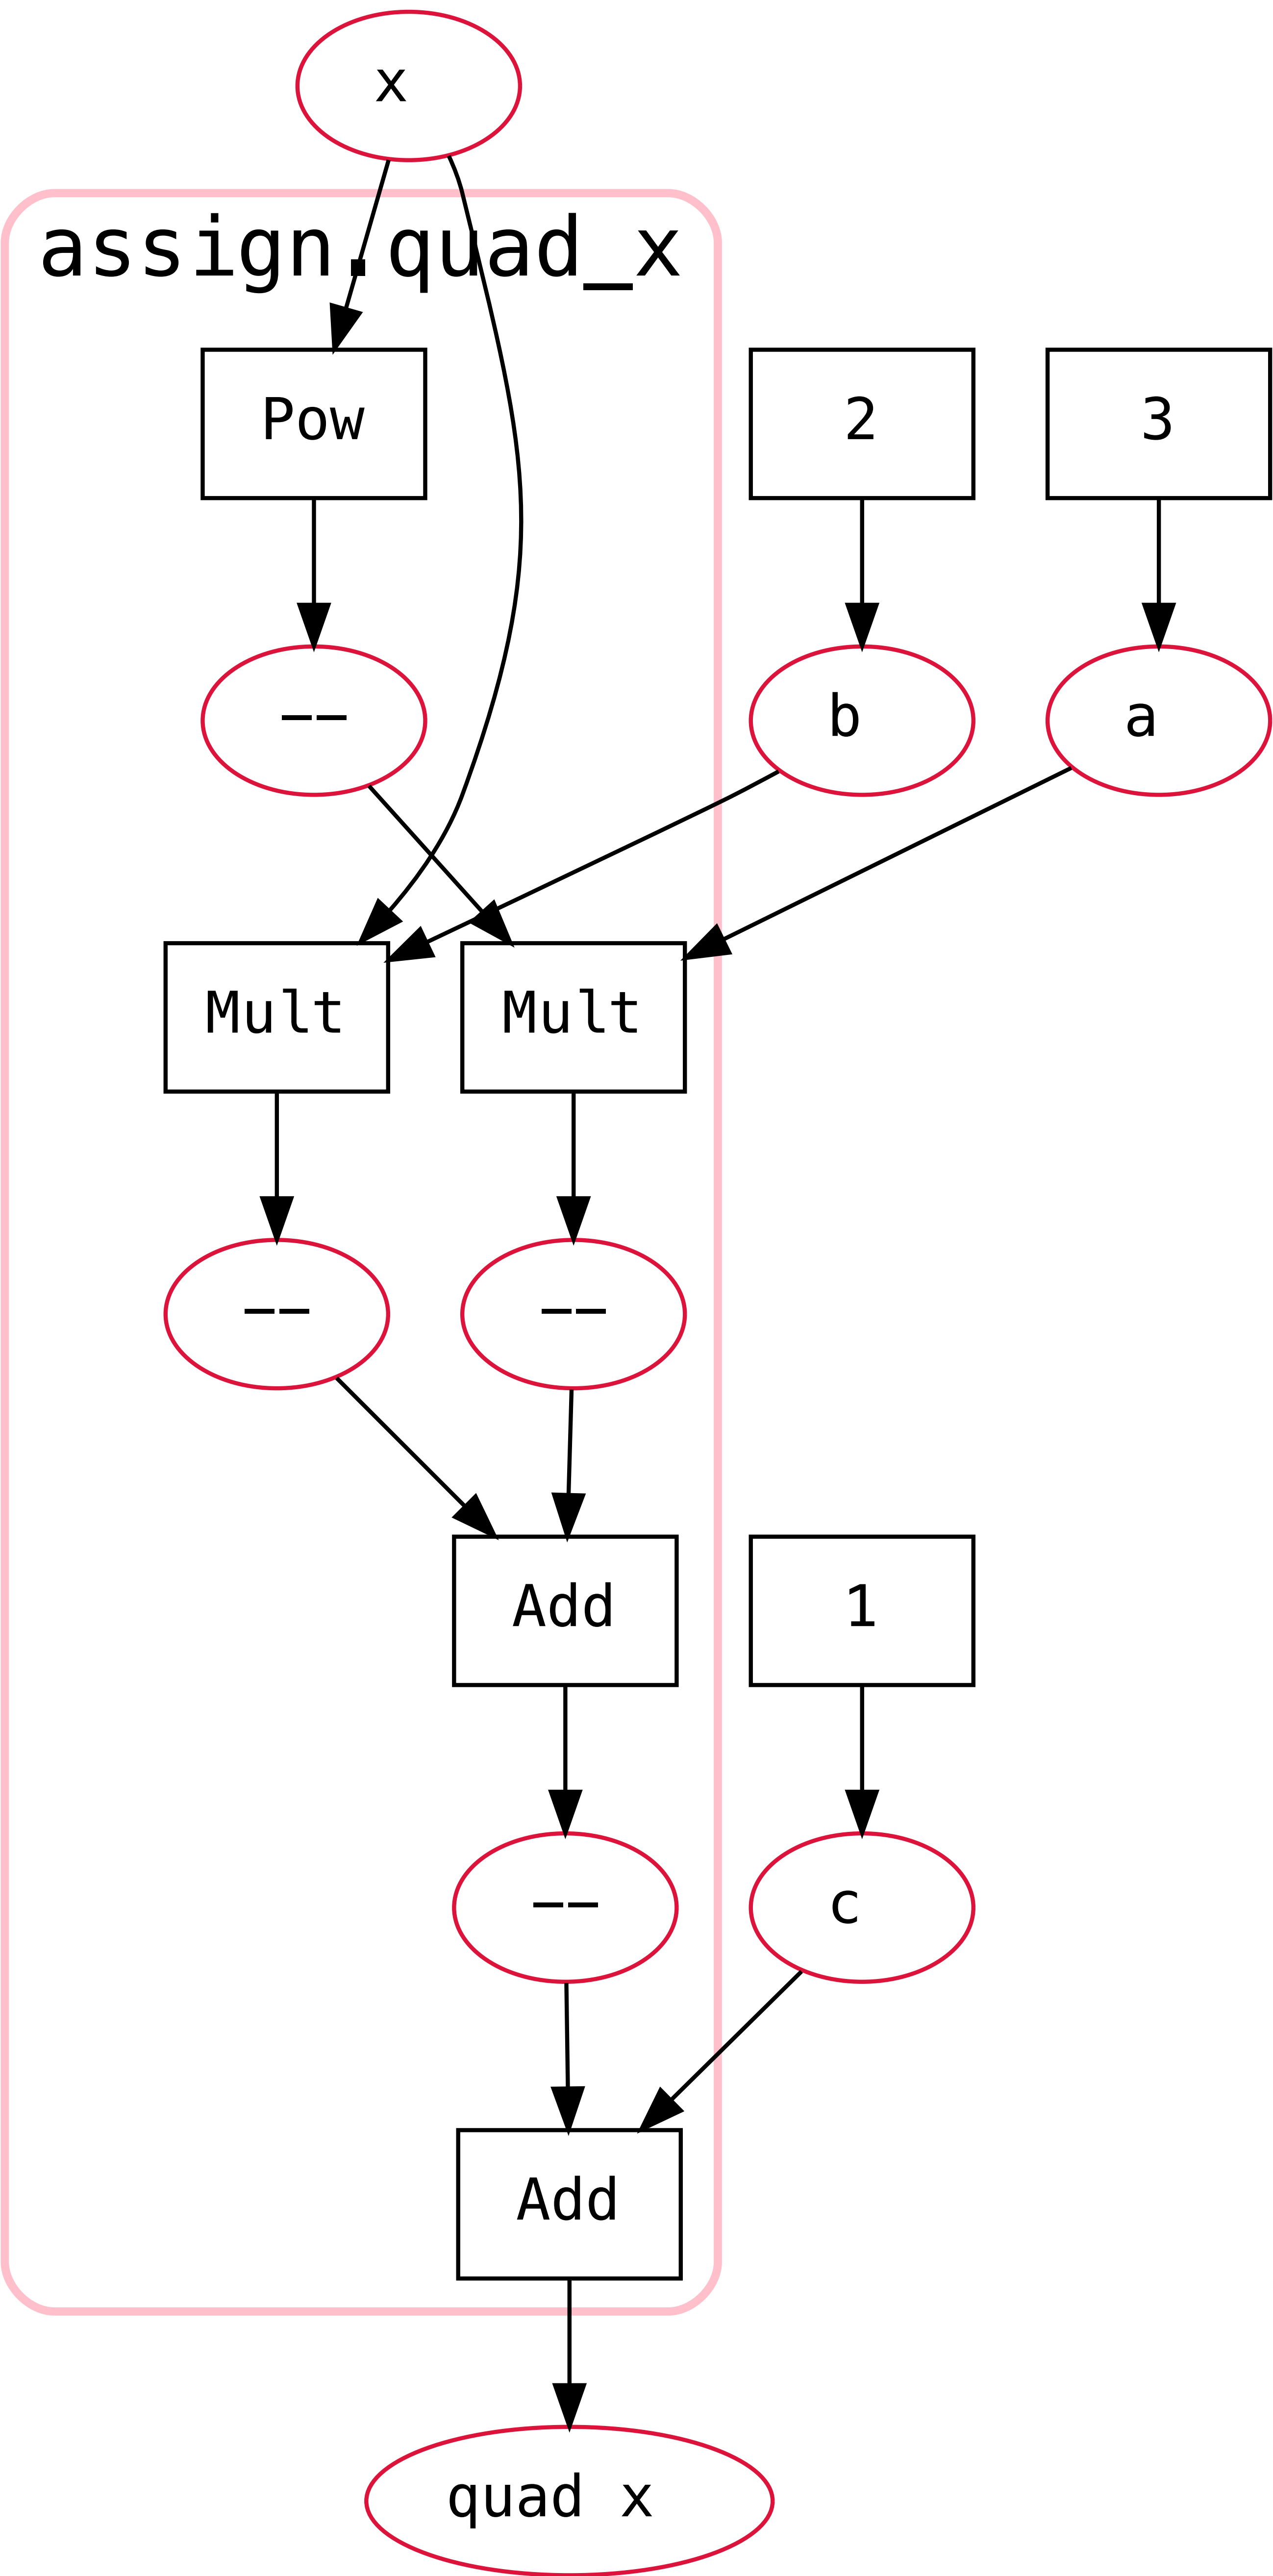 x
assign.quad_x
Pow
2
3
--
b
a
Mult
Mult
--
--
Add
1
--
c
Add
quad x